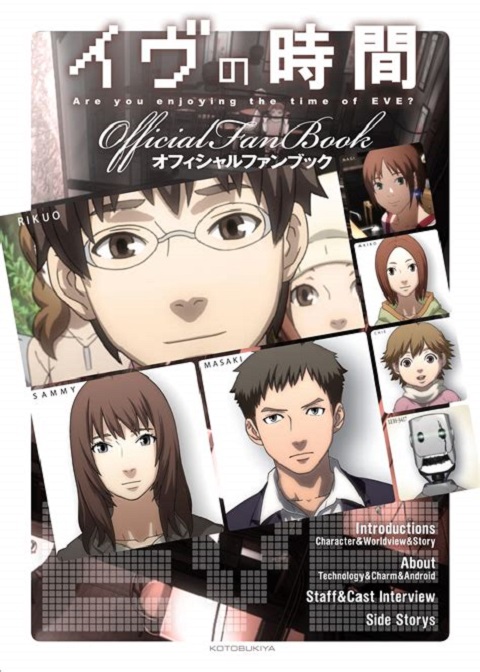 イヴの時間
Are you enjoying the time of EVE?
Official Fan Book
オフィシャルファンブック
RIKUO
NAGI
SAMMY
MASAKI
Introductions
Character&Worldview&Story
About
Technology&Charm&Android
Staff&Cast Interview
Side Storys
KOTOBUKIYA